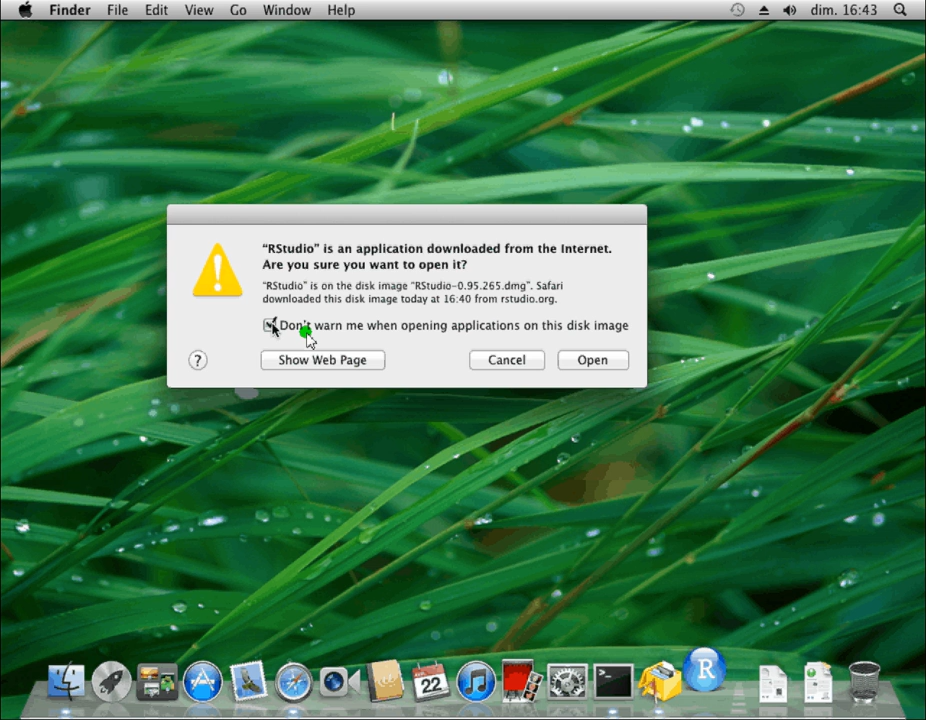 Finder File Edit View Go Window Help dim. 16:43
“RStudio” is an application downloaded from the Internet.
Are you sure you want to open it?
“RStudio” is on the disk image “RStudio-0.95.265.dmg”. Safari
downloaded this disk image today at 16:40 from rstudio.org.
Don't warn me when opening applications on this disk image
? Show Web Page Cancel Open
22
R